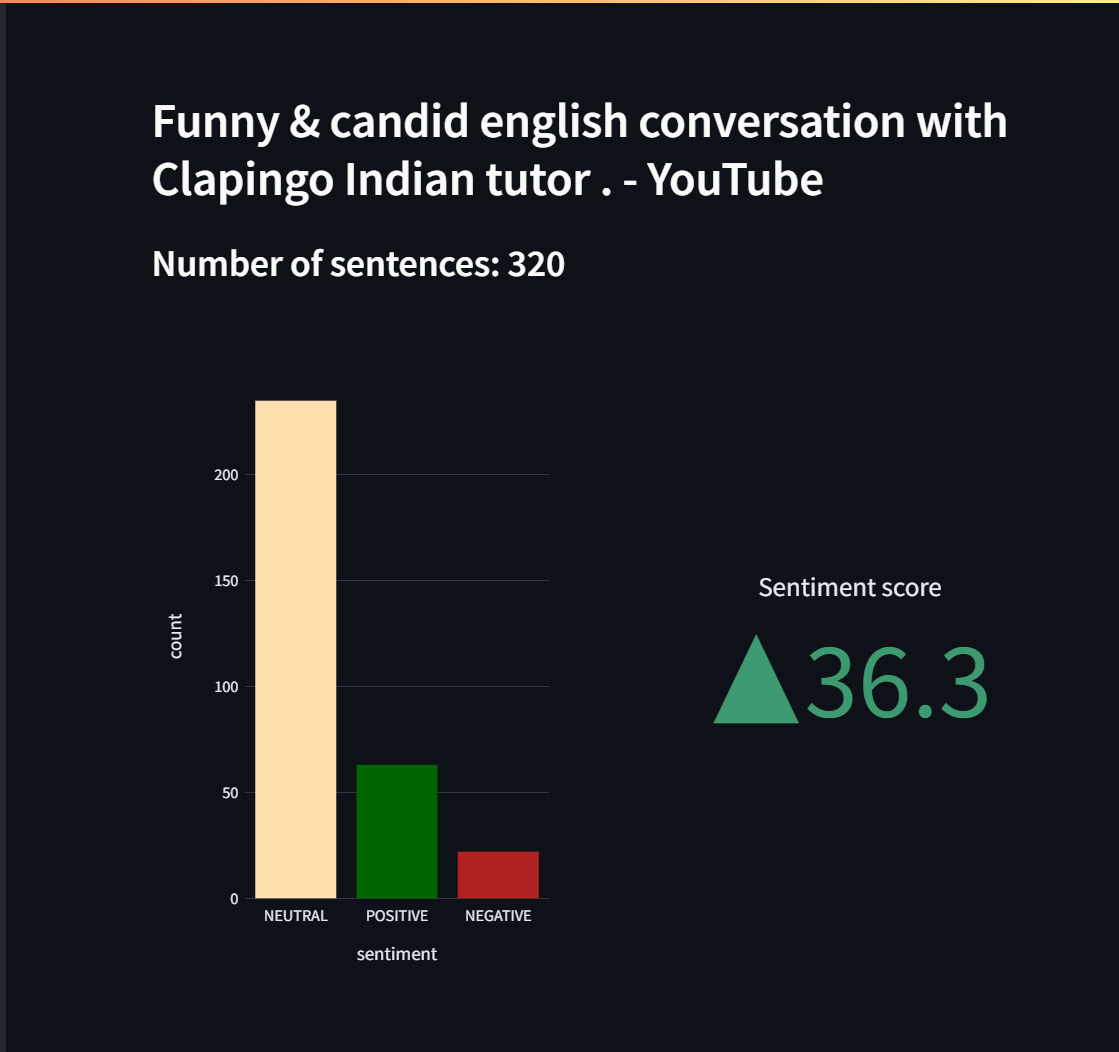 Funny & candid english conversation with
Clapingo Indian tutor . - YouTube
Number of sentences: 320
200
150
100
50
0
count
NEUTRAL POSITIVE NEGATIVE
sentiment
Sentiment score
▲36.3